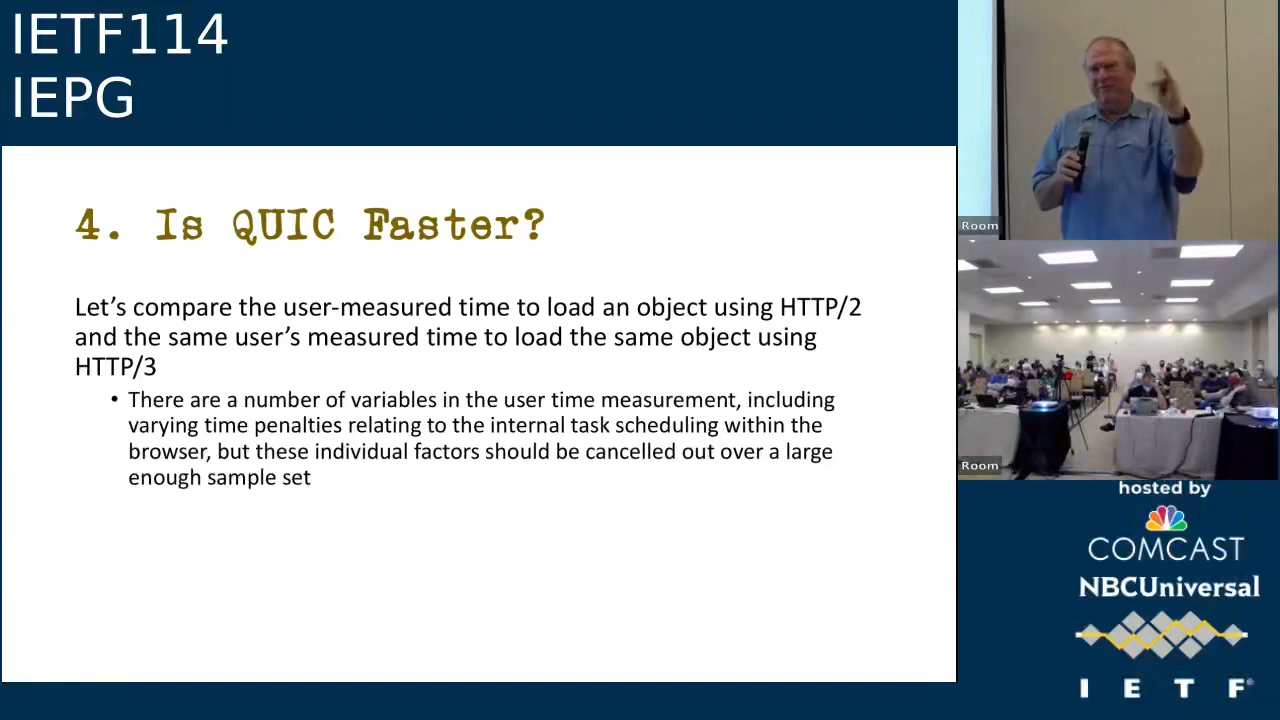 IETF114
IEPG
4. Is QUIC Faster?
Let's compare the user-measured time to load an object using HTTP/2
and the same user's measured time to load the same object using
HTTP/3
• There are a number of variables in the user time measurement, including
varying time penalties relating to the internal task scheduling within the
browser, but these individual factors should be cancelled out over a large
enough sample set
Room
Room
hosted by
COMCAST
NBCUniversal
I E T F®